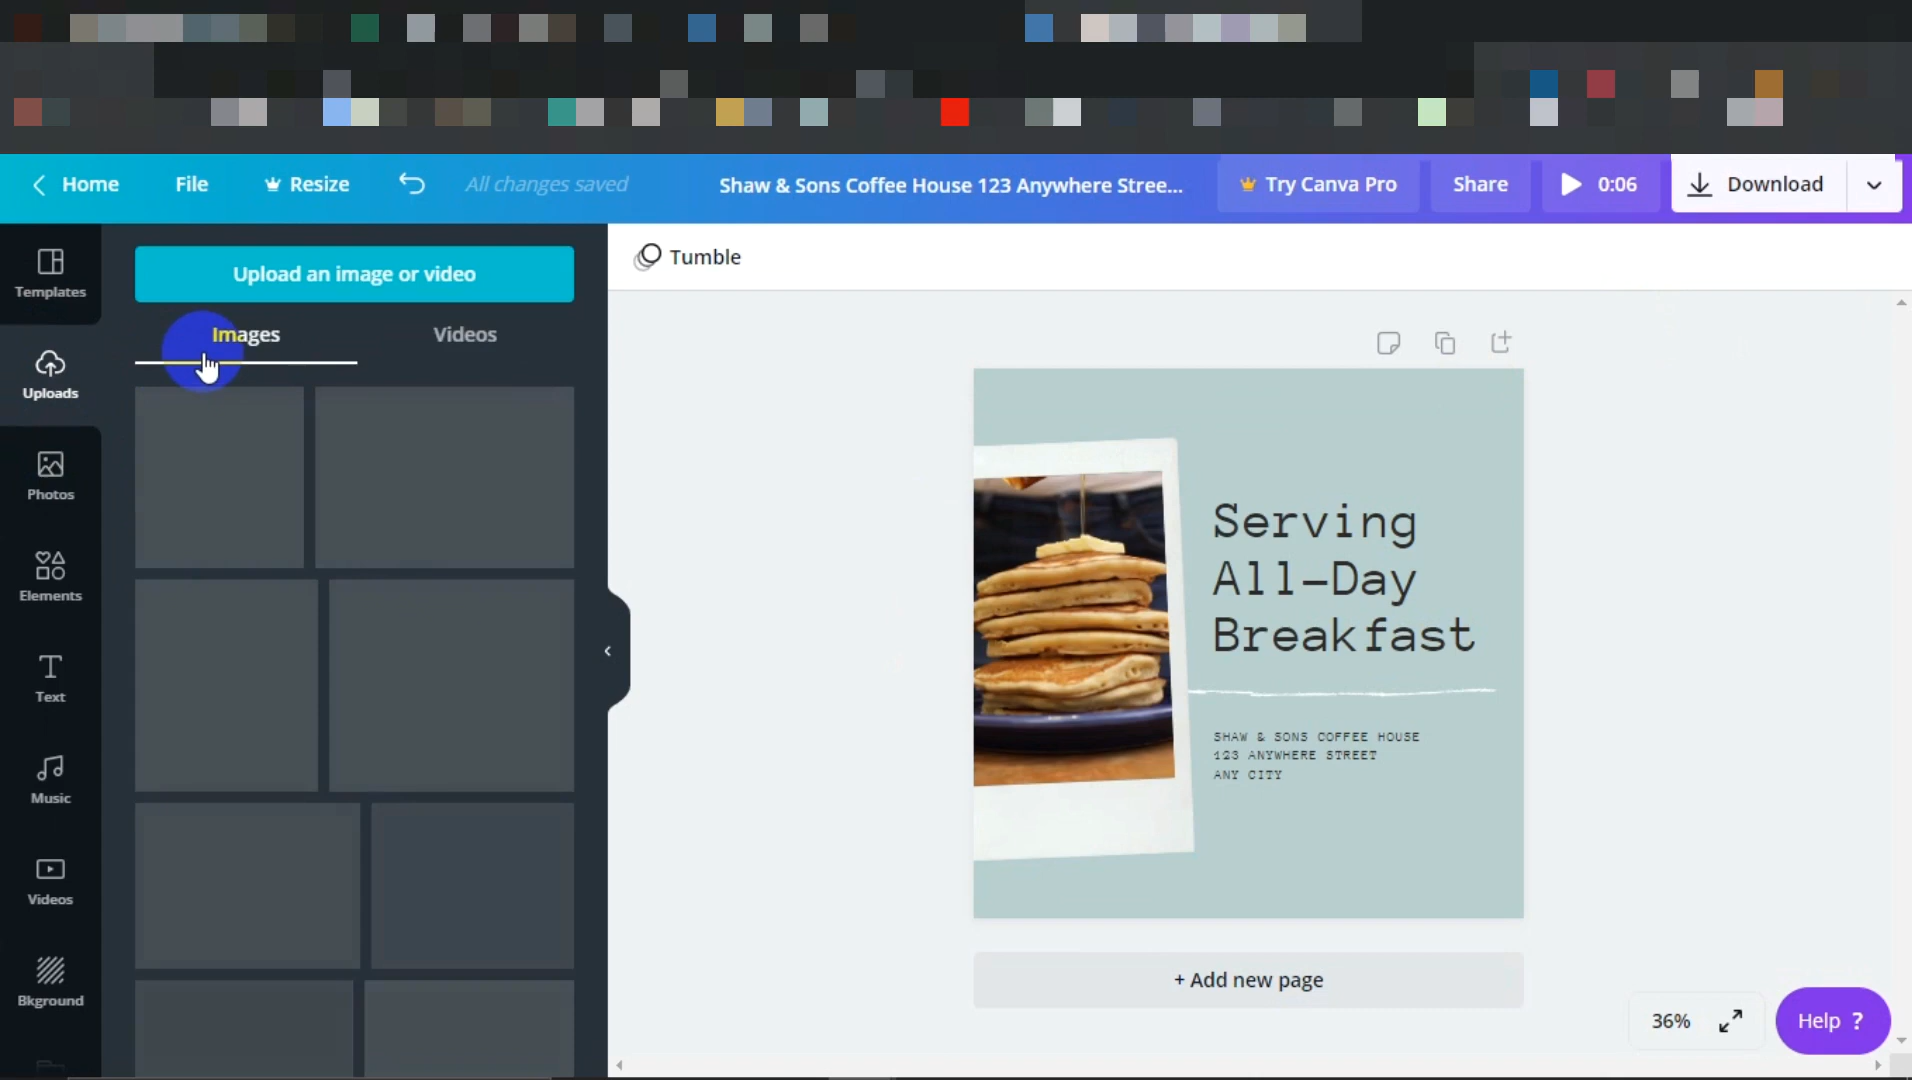 Home
File
Resize
All changes saved
Shaw & Sons Coffee House 123 Anywhere Stree...
Try Canva Pro
Share
0:06
Download
Templates
Uploads
Photos
Elements
Text
Music
Videos
Bkground
Upload an image or video
Images
Videos
Tumble
Serving
All-Day
Breakfast
SHAW & SONS COFFEE HOUSE
123 ANYWHERE STREET
ANY CITY
+ Add new page
36%
Help ?